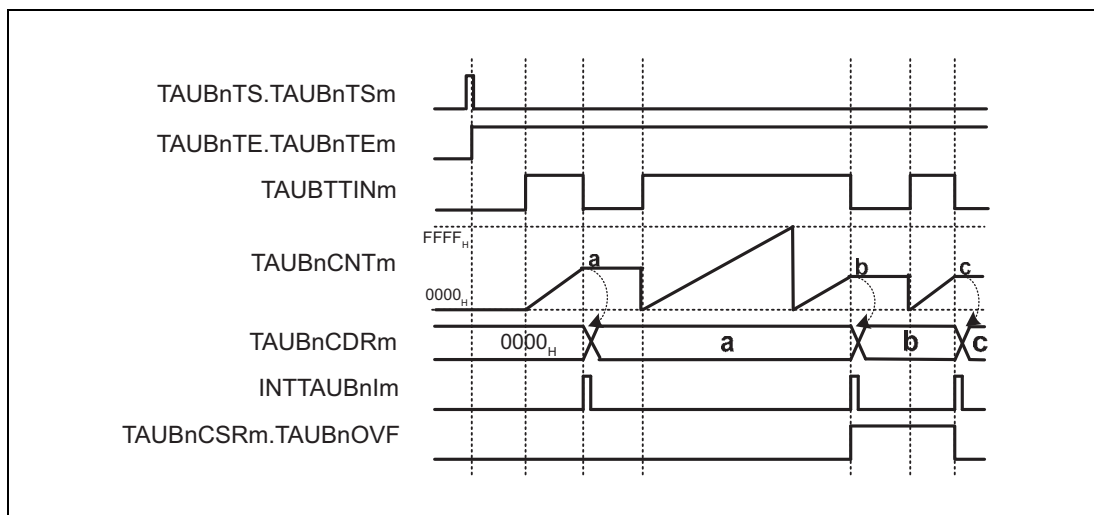 TAUBnTS.TAUBnTSm
TAUBnTE.TAUBnTEm
TAUBTTINm
FFFFH
TAUBnCNTm
a
b
c
0000H
TAUBnCDRm
0000H
a
b
c
INTTAUBnIm
TAUBnCSRm.TAUBnOVF